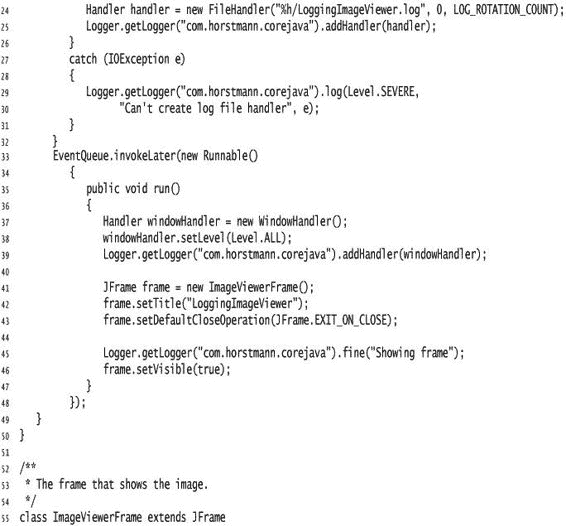 24 Handler handler = new FileHandler("%h/LoggingImageViewer.log", 0, LOG_ROTATION_COUNT);
25 Logger.getLogger("com.horstmann.corejava").addHandler(handler);
26 }
27 catch (IOException e)
28 {
29 Logger.getLogger("com.horstmann.corejava").log(Level.SEVERE,
30 "Can't create log file handler", e);
31 }
32 }
33 EventQueue.invokeLater(new Runnable()
34 {
35 public void run()
36 {
37 Handler windowHandler = new WindowHandler();
38 windowHandler.setLevel(Level.ALL);
39 Logger.getLogger("com.horstmann.corejava").addHandler(windowHandler);
40
41 JFrame frame = new ImageViewerFrame();
42 frame.setTitle("LoggingImageViewer");
43 frame.setDefaultCloseOperation(JFrame.EXIT_ON_CLOSE);
44
45 Logger.getLogger("com.horstmann.corejava").fine("Showing frame");
46 frame.setVisible(true);
47 }
48 });
49 }
50 }
51
52 /**
53 * The frame that shows the image.
54 */
55 class ImageViewerFrame extends JFrame